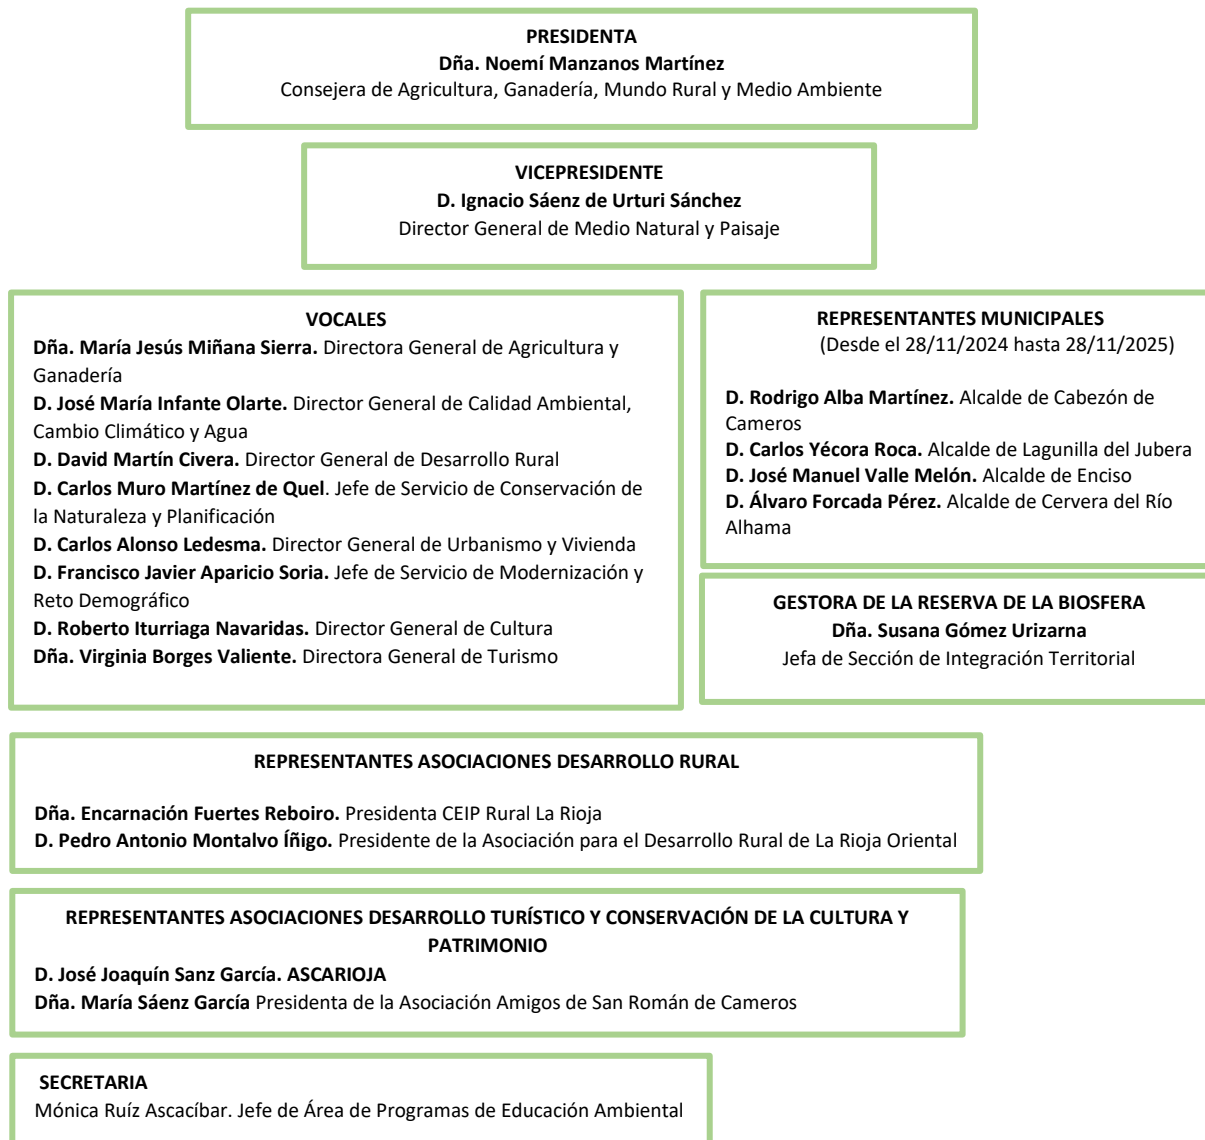 PRESIDENTA
Dña. Noemí Manzanos Martínez
Consejera de Agricultura, Ganadería, Mundo Rural y Medio Ambiente
VICEPRESIDENTE
D. Ignacio Sáenz de Urturi Sánchez
Director General de Medio Natural y Paisaje
VOCALES
Dña. María Jesús Miñana Sierra. Directora General de Agricultura y
Ganadería
D. José María Infante Olarte. Director General de Calidad Ambiental,
Cambio Climático y Agua
D. David Martín Civera. Director General de Desarrollo Rural
D. Carlos Muro Martínez de Quel. Jefe de Servicio de Conservación de
la Naturaleza y Planificación
D. Carlos Alonso Ledesma. Director General de Urbanismo y Vivienda
D. Francisco Javier Aparicio Soria. Jefe de Servicio de Modernización y
Reto Demográfico
D. Roberto Iturriaga Navaridas. Director General de Cultura
Dña. Virginia Borges Valiente. Directora General de Turismo
REPRESENTANTES MUNICIPALES
(Desde el 28/11/2024 hasta 28/11/2025)
D. Rodrigo Alba Martínez. Alcalde de Cabezón de
Cameros
D. Carlos Yécora Roca. Alcalde de Lagunilla del Jubera
D. José Manuel Valle Melón. Alcalde de Enciso
D. Álvaro Forcada Pérez. Alcalde de Cervera del Río
Alhama
GESTORA DE LA RESERVA DE LA BIOSFERA
Dña. Susana Gómez Urizarna
Jefa de Sección de Integración Territorial
REPRESENTANTES ASOCIACIONES DESARROLLO RURAL
Dña. Encarnación Fuertes Reboiro. Presidenta CEIP Rural La Rioja
D. Pedro Antonio Montalvo Íñigo. Presidente de la Asociación para el Desarrollo Rural de La Rioja Oriental
REPRESENTANTES ASOCIACIONES DESARROLLO TURÍSTICO Y CONSERVACIÓN DE LA CULTURA Y
PATRIMONIO
D. José Joaquín Sanz García. ASCARIOJA
Dña. María Sáenz García Presidenta de la Asociación Amigos de San Román de Cameros
SECRETARIA
Mónica Ruíz Ascacíbar. Jefe de Área de Programas de Educación Ambiental